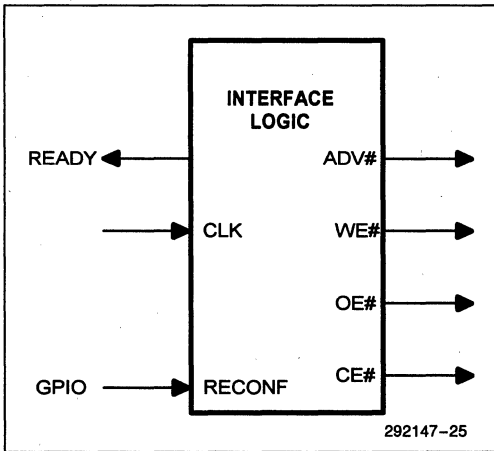 INTERFACE
LOGIC
READY
ADV#
CLK
WE#
OE#
GPIO
RECONF
CE#
292147-25